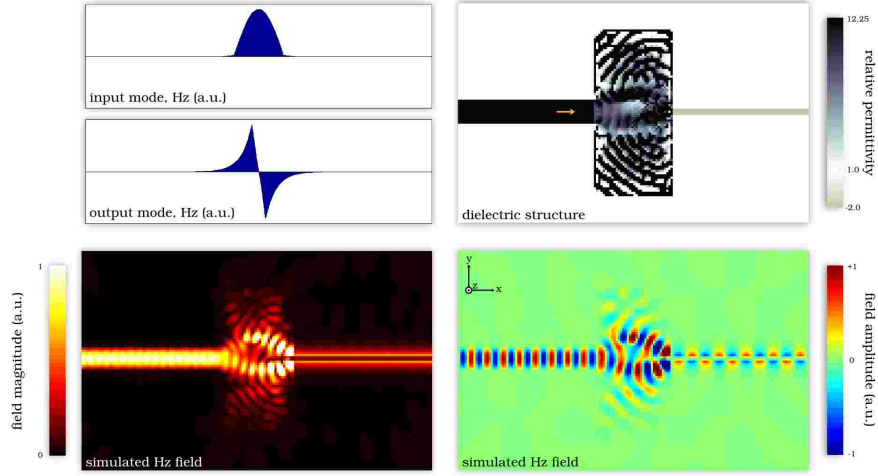 input mode, Hz (a.u.)
output mode, Hz (a.u.)
dielectric structure
12.25
1.0
-2.0
relative permittivity
1
0
field magnitude (a.u.)
simulated Hz field
y
z
x
simulated Hz field
+1
0
-1
field amplitude (a.u.)